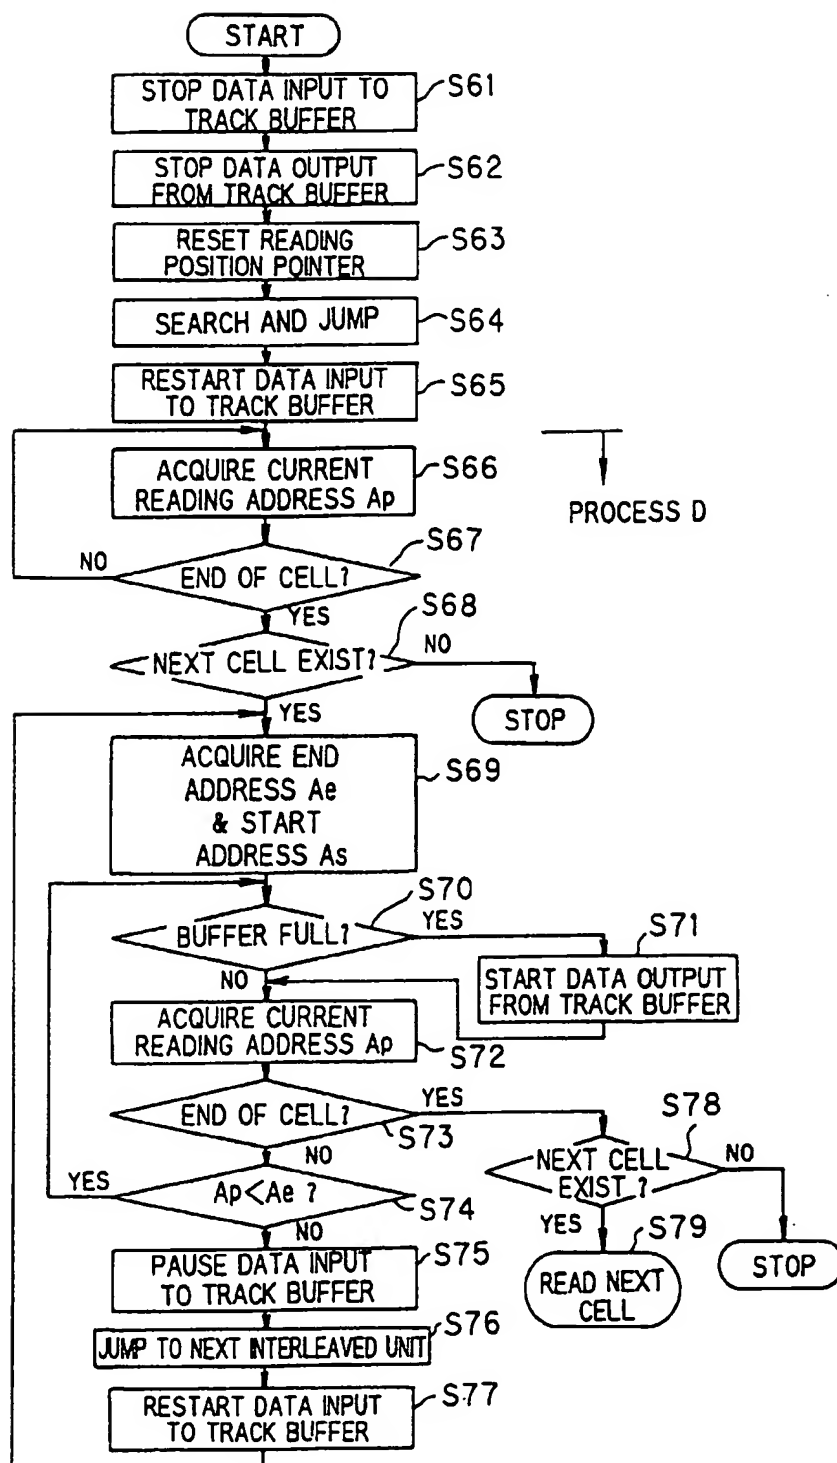 START
STOP DATA INPUT TO
TRACK BUFFER
S61
STOP DATA OUTPUT
FROM TRACK BUFFER
S62
RESET READING
POSITION POINTER
S63
SEARCH AND JUMP
S64
RESTART DATA INPUT
TO TRACK BUFFER
S65
ACQUIRE CURRENT
READING ADDRESS Ap
S66
PROCESS D
END OF CELL?
S67
NO
YES
NEXT CELL EXIST?
S68
NO
STOP
YES
ACQUIRE END
ADDRESS Ae
& START
ADDRESS As
S69
BUFFER FULL?
S70
YES
S71
START DATA OUTPUT
FROM TRACK BUFFER
NO
ACQUIRE CURRENT
READING ADDRESS Ap
S72
END OF CELL?
YES
S73
NO
NEXT CELL
EXIST?
S78
NO
STOP
YES
S79
READ NEXT
CELL
Ap<Ae ?
YES
S74
NO
PAUSE DATA INPUT
TO TRACK BUFFER
S75
JUMP TO NEXT INTERLEAVED UNIT
S76
RESTART DATA INPUT
TO TRACK BUFFER
S77